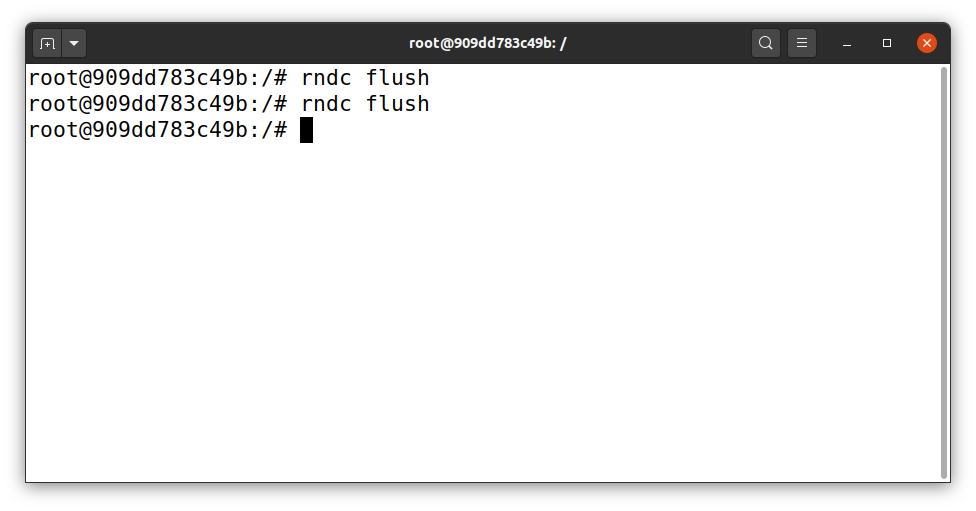 root@909dd783c49b: /
root@909dd783c49b:/# rndc flush
root@909dd783c49b:/# rndc flush
root@909dd783c49b:/#